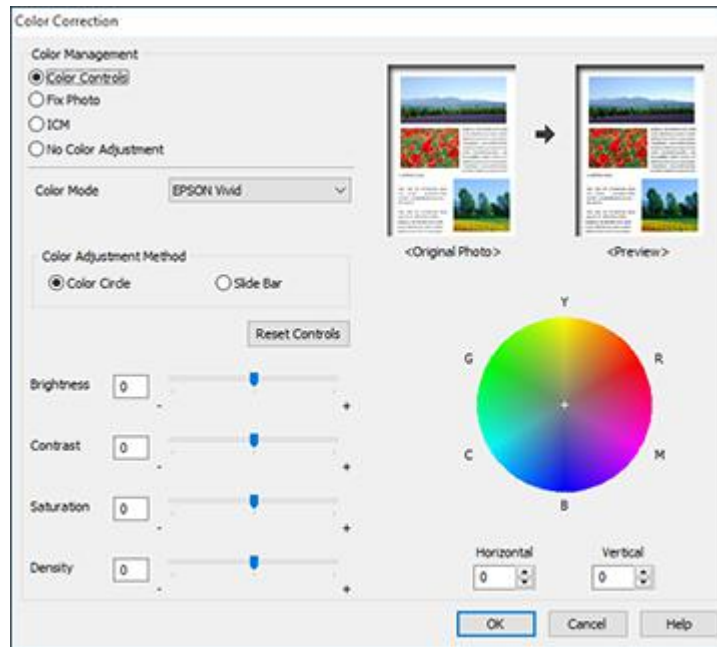 Color Correction
Color Management
Color Controls
Fix Photo
ICM
No Color Adjustment
Color Mode
EPSON Vivid
Color Adjustment Method
Color Circle
Slide Bar
Reset Controls
Brightness
0
-
+
Contrast
0
-
+
Saturation
0
-
+
Density
0
-
+
<Original Photo>
<Preview>
Y
G
R
C
M
B
Horizontal
Vertical
0
0
OK
Cancel
Help